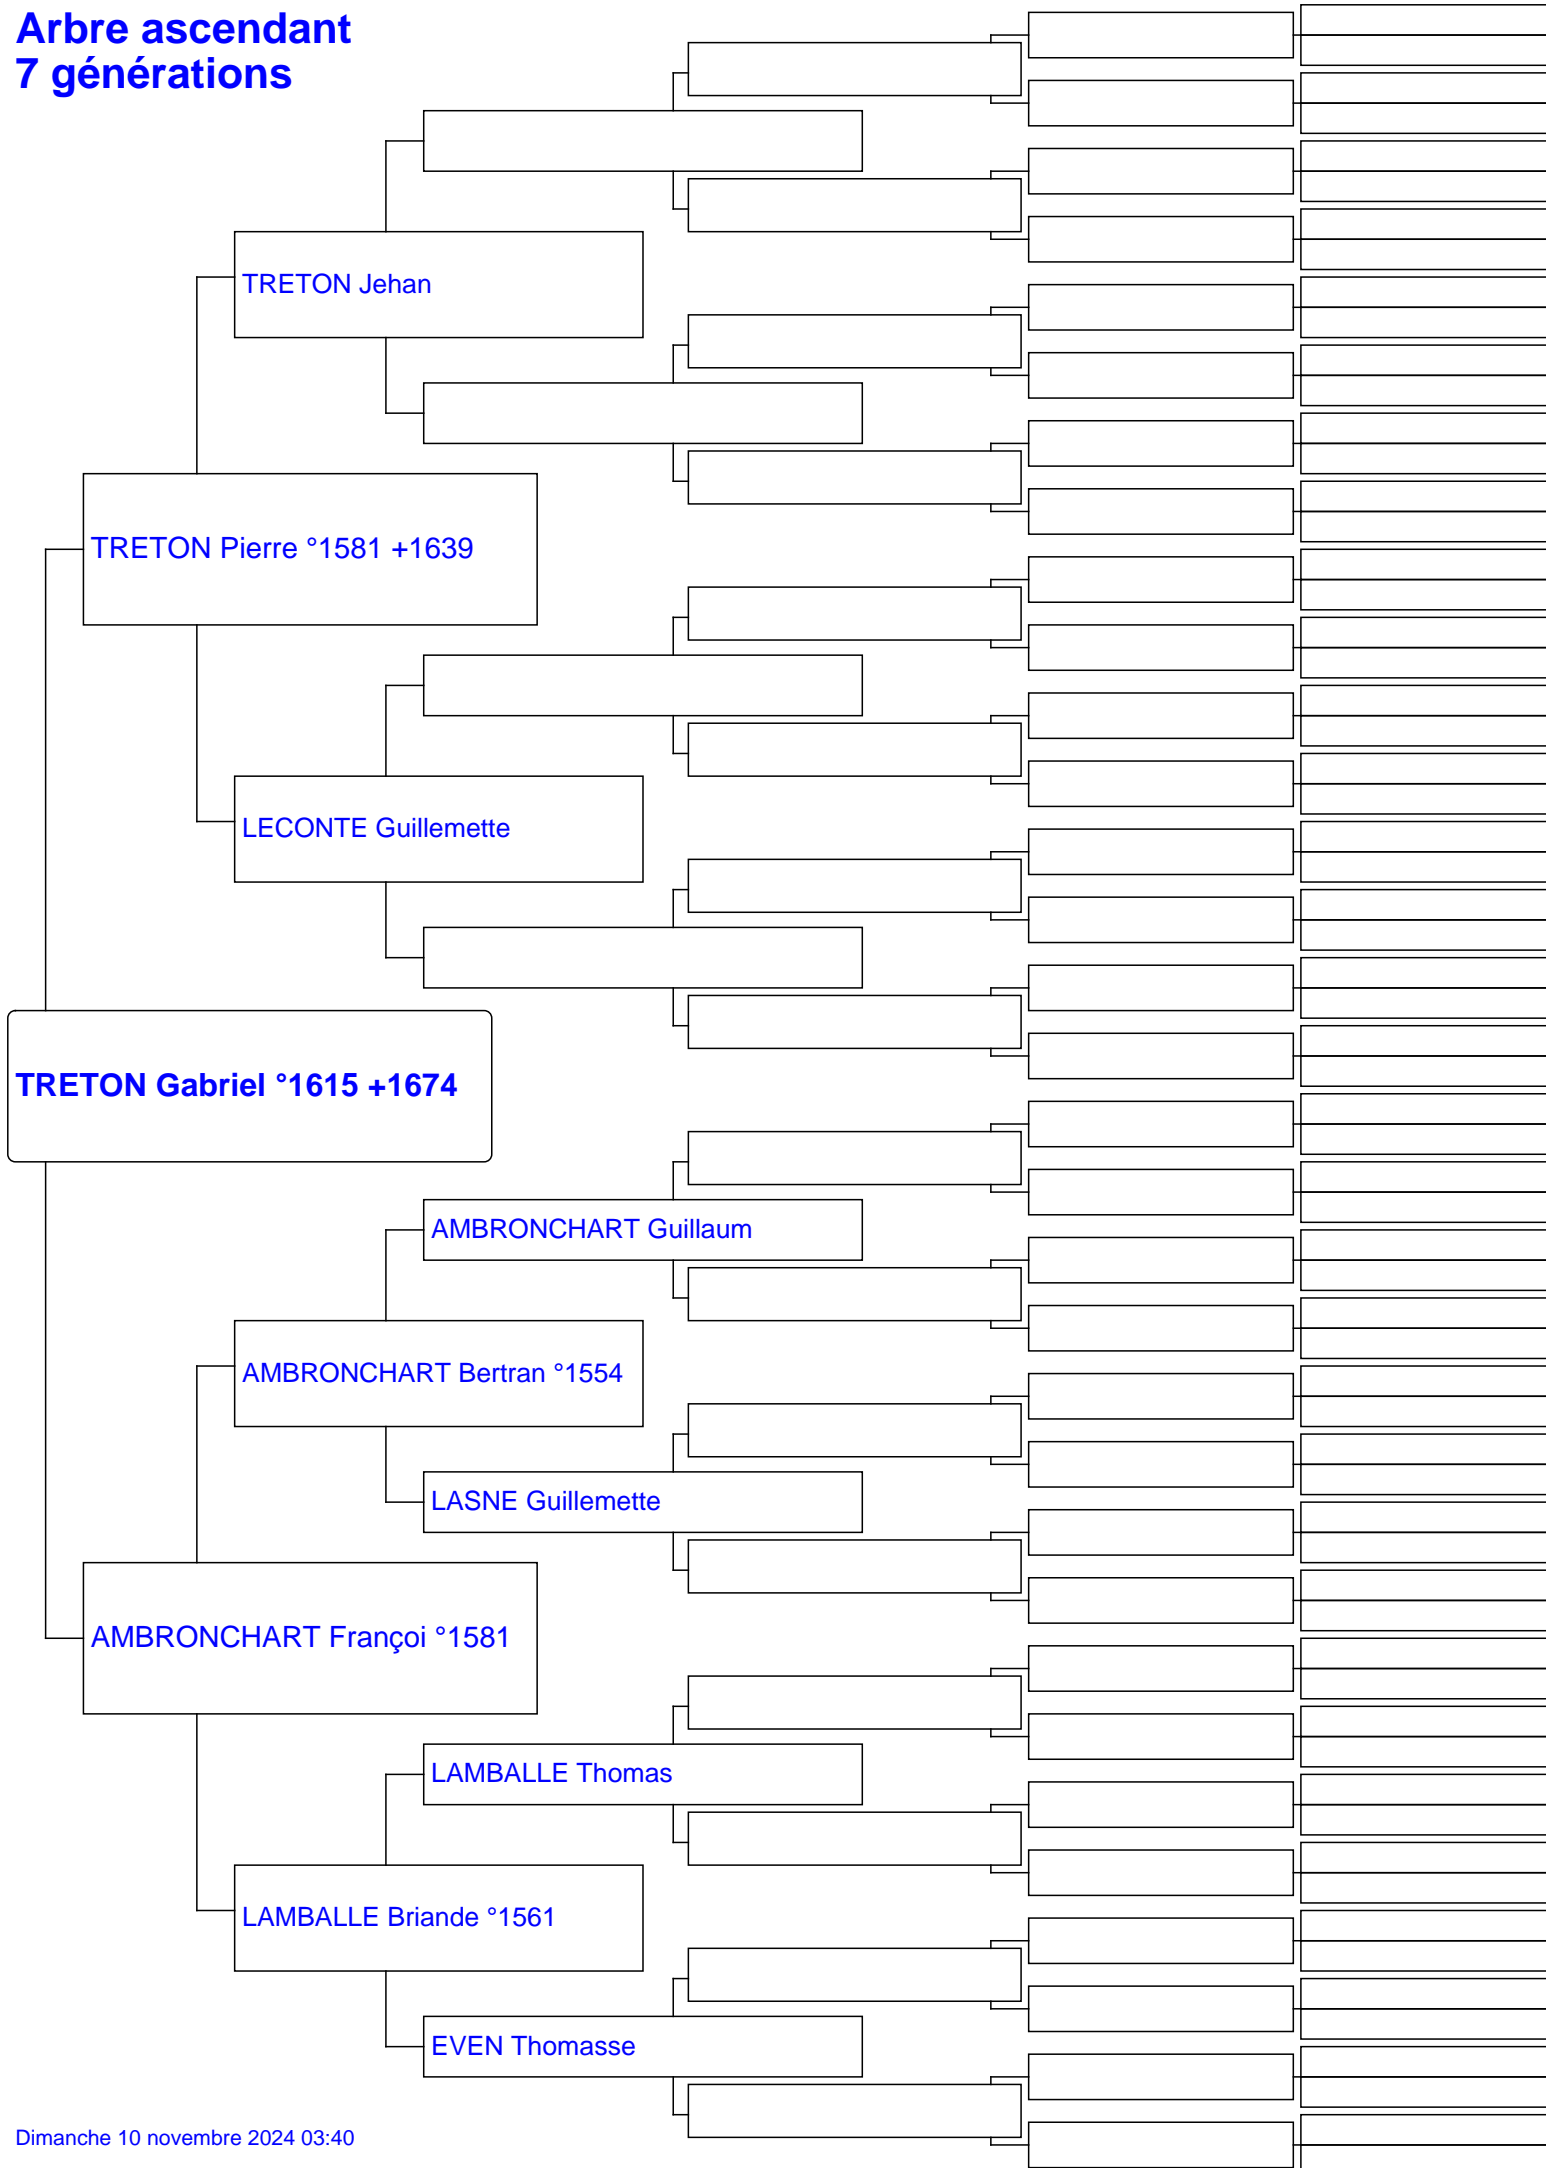 Arbre ascendant
7 générations
TRETON Jehan
TRETON Pierre °1581 +1639
LECONTE Guillemette
TRETON Gabriel °1615 +1674
AMBRONCHART Guillaum
AMBRONCHART Bertran °1554
LASNE Guillemette
AMBRONCHART Françoi °1581
LAMBALLE Thomas
LAMBALLE Briande °1561
EVEN Thomasse
Dimanche 10 novembre 2024 03:40